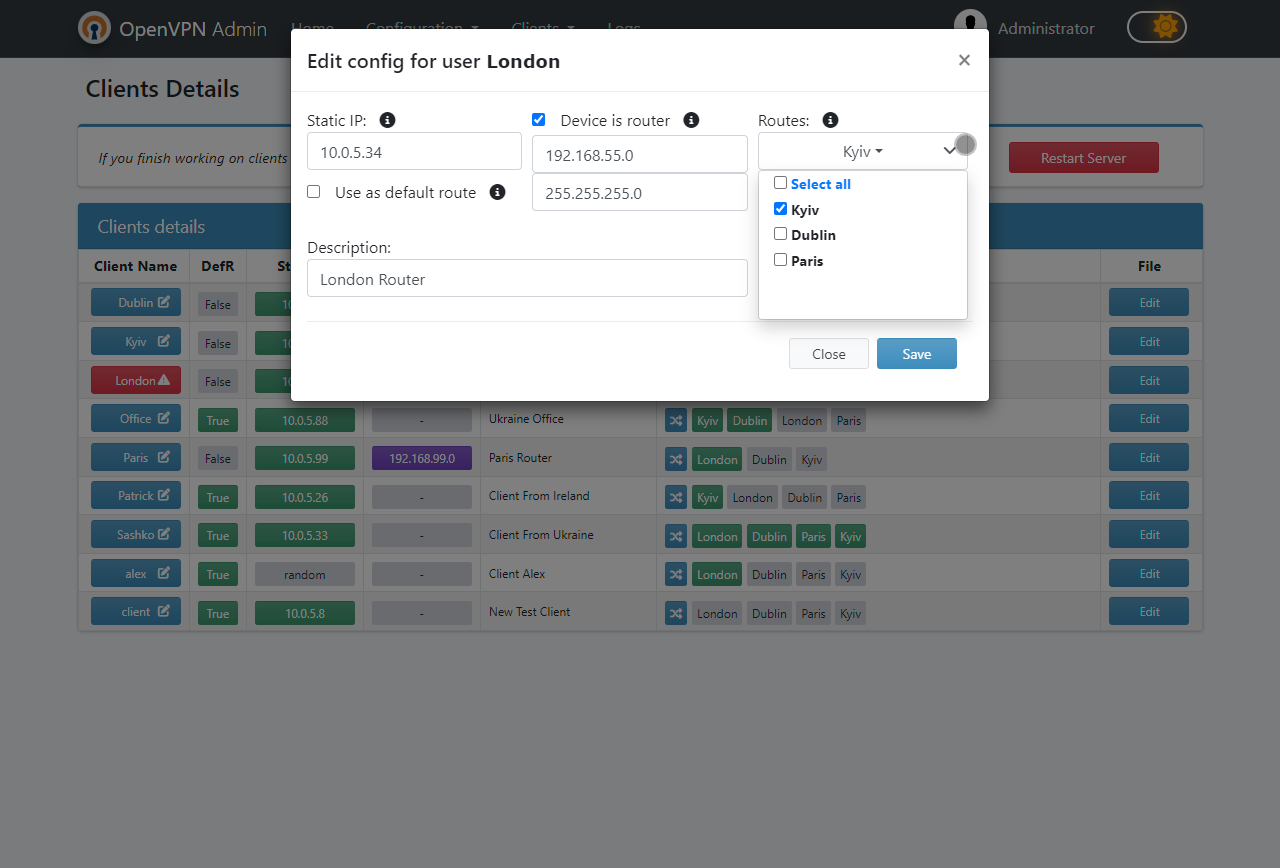 OpenVPN Admin Home Configuration Clients Logs Administrator
Edit config for user London ×
Clients Details
Static IP: Device is router Routes:
10.0.5.34 192.168.55.0 Kyiv
If you finish working on clients Restart Server
Use as default route 255.255.255.0
Select all
Kyiv
Dublin
Paris
Clients details
Description:
London Router
Close Save
Client Name DefR St File
Dublin False 10 Edit
Kyiv False 10 Edit
London False 10 Edit
Office True 10.0.5.88 - Ukraine Office Kyiv Dublin London Paris Edit
Paris False 10.0.5.99 192.168.99.0 Paris Router London Dublin Kyiv Edit
Patrick True 10.0.5.26 - Client From Ireland Kyiv London Dublin Paris Edit
Sashko True 10.0.5.33 - Client From Ukraine London Dublin Paris Kyiv Edit
alex True random - Client Alex London Dublin Paris Kyiv Edit
client True 10.0.5.8 - New Test Client London Dublin Paris Kyiv Edit